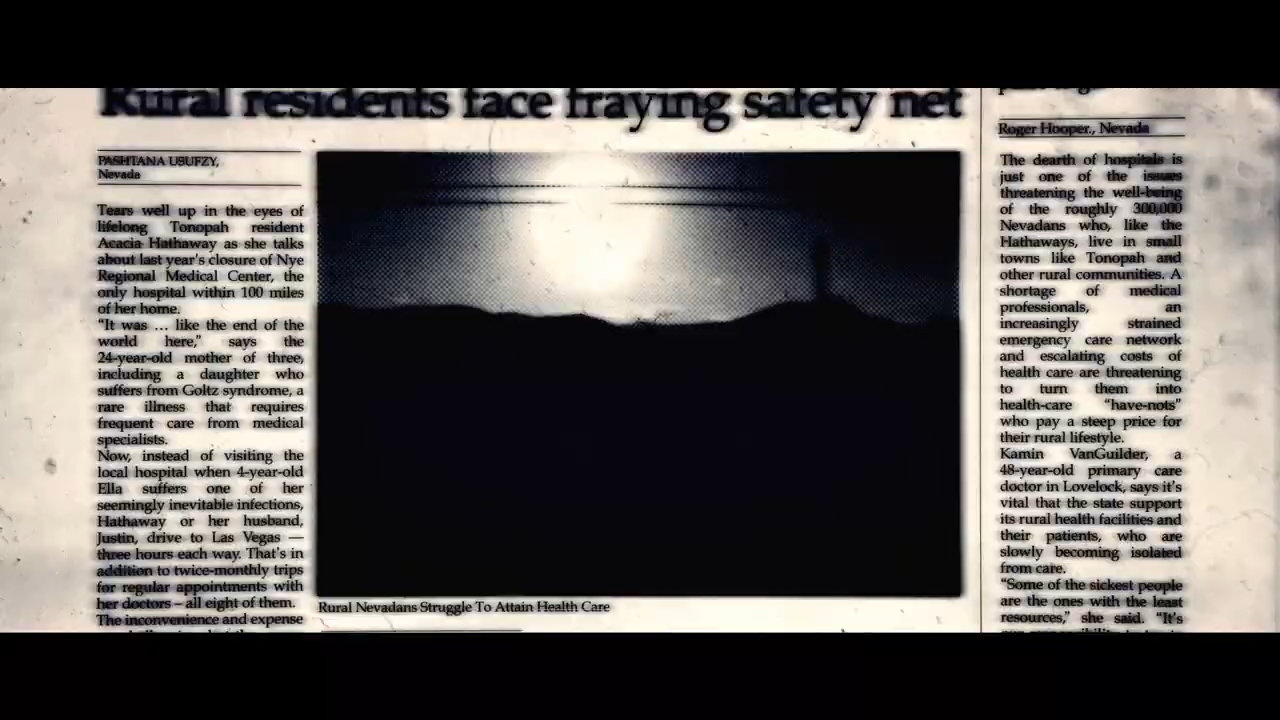 Rural residents face fraying safety net
PASHTANA USUFZY,
Nevada
Tears well up in the eyes of
lifelong Tonopah resident
Acacia Hathaway as she talks
about last year's closure of Nye
Regional Medical Center, the
only hospital within 100 miles
of her home.
"It was ... like the end of the
world here," says the
24-year-old mother of three,
including a daughter who
suffers from Goltz syndrome, a
rare illness that requires
frequent care from medical
specialists.
Now, instead of visiting the
local hospital when 4-year-old
Ella suffers one of her
seemingly inevitable infections,
Hathaway or her husband,
Justin, drive to Las Vegas —
three hours each way. That's in
addition to twice-monthly trips
for regular appointments with
her doctors – all eight of them.
The inconvenience and expense
Rural Nevadans Struggle To Attain Health Care
Roger Hooper., Nevada
The dearth of hospitals is
just one of the issues
threatening the well-being
of the roughly 300,000
Nevadans who, like the
Hathaways, live in small
towns like Tonopah and
other rural communities. A
shortage of medical
professionals, an
increasingly strained
emergency care network
and escalating costs of
health care are threatening
to turn them into
health-care "have-nots"
who pay a steep price for
their rural lifestyle.
Kamin VanGuilder, a
48-year-old primary care
doctor in Lovelock, says it's
vital that the state support
its rural health facilities and
their patients, who are
slowly becoming isolated
from care.
"Some of the sickest people
are the ones with the least
resources," she said. "It's